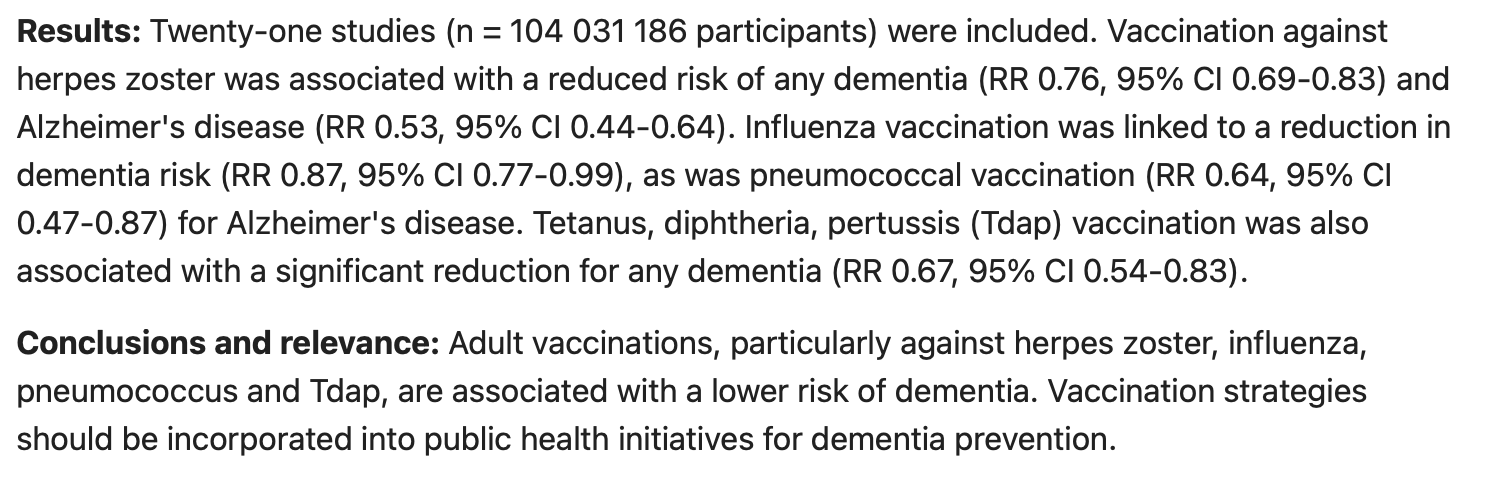 Results: Twenty-one studies (n = 104 031 186 participants) were included. Vaccination against
herpes zoster was associated with a reduced risk of any dementia (RR 0.76, 95% CI 0.69-0.83) and
Alzheimer's disease (RR 0.53, 95% CI 0.44-0.64). Influenza vaccination was linked to a reduction in
dementia risk (RR 0.87, 95% CI 0.77-0.99), as was pneumococcal vaccination (RR 0.64, 95% CI
0.47-0.87) for Alzheimer's disease. Tetanus, diphtheria, pertussis (Tdap) vaccination was also
associated with a significant reduction for any dementia (RR 0.67, 95% CI 0.54-0.83).
Conclusions and relevance: Adult vaccinations, particularly against herpes zoster, influenza,
pneumococcus and Tdap, are associated with a lower risk of dementia. Vaccination strategies
should be incorporated into public health initiatives for dementia prevention.